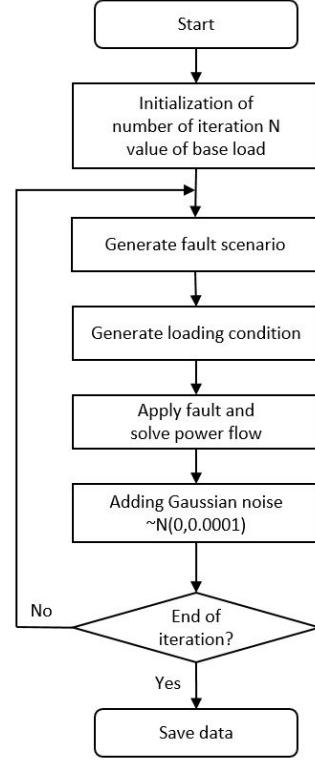 Start
Initialization of
number of iteration N
value of base load
Generate fault scenario
Generate loading condition
Apply fault and
solve power flow
Adding Gaussian noise
~N(0,0.0001)
No
End of
iteration?
Yes
Save data